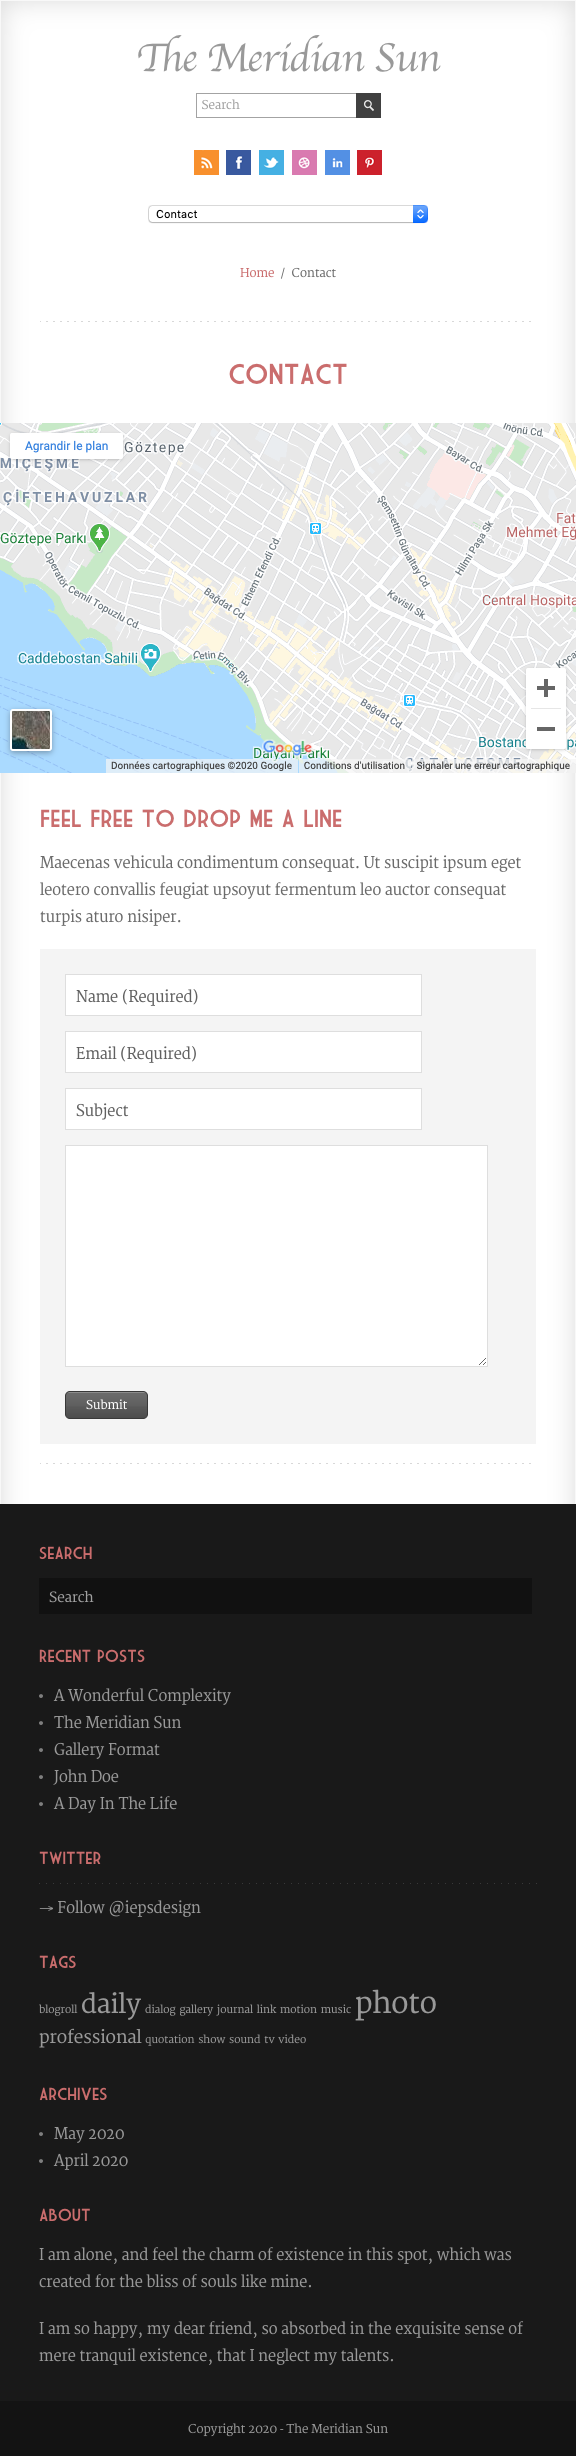 The Meridian Sun
Search
Contact
Home / Contact
CONTACT
Inönü Cd.
Agrandir le plan
Göztepe
Bayar Cd.
ÇİFTEHAVUZLAR
Şemsettin Günaltay Cd.
Göztepe Parkı
Fat
Mehmet Eğ
Hilmi Paşa Sk
Ethem Efendi Cd.
Operatör Cemil Topuzlu Cd.
Bağdat Cd.
Kavisli Sk.
Central Hospita
Caddebostan Sahili
Çetin Emeç Blv.
Bağdat Cd.
Bostanc
Google
Dalyan Parkı
Données cartographiques ©2020 Google
Conditions d'utilisation
Signaler une erreur cartographique
FEEL FREE TO DROP ME A LINE
Maecenas vehicula condimentum consequat. Ut suscipit ipsum eget
leotero convallis feugiat upsoyut fermentum leo auctor consequat
turpis aturo nisiper.
Name (Required)
Email (Required)
Subject
Submit
SEARCH
Search
RECENT POSTS
• A Wonderful Complexity
• The Meridian Sun
• Gallery Format
• John Doe
• A Day In The Life
TWITTER
→ Follow @iepsdesign
TAGS
blogroll daily dialog gallery journal link motion music photo
professional quotation show sound tv video
ARCHIVES
• May 2020
• April 2020
ABOUT
I am alone, and feel the charm of existence in this spot, which was
created for the bliss of souls like mine.
I am so happy, my dear friend, so absorbed in the exquisite sense of
mere tranquil existence, that I neglect my talents.
Copyright 2020 - The Meridian Sun